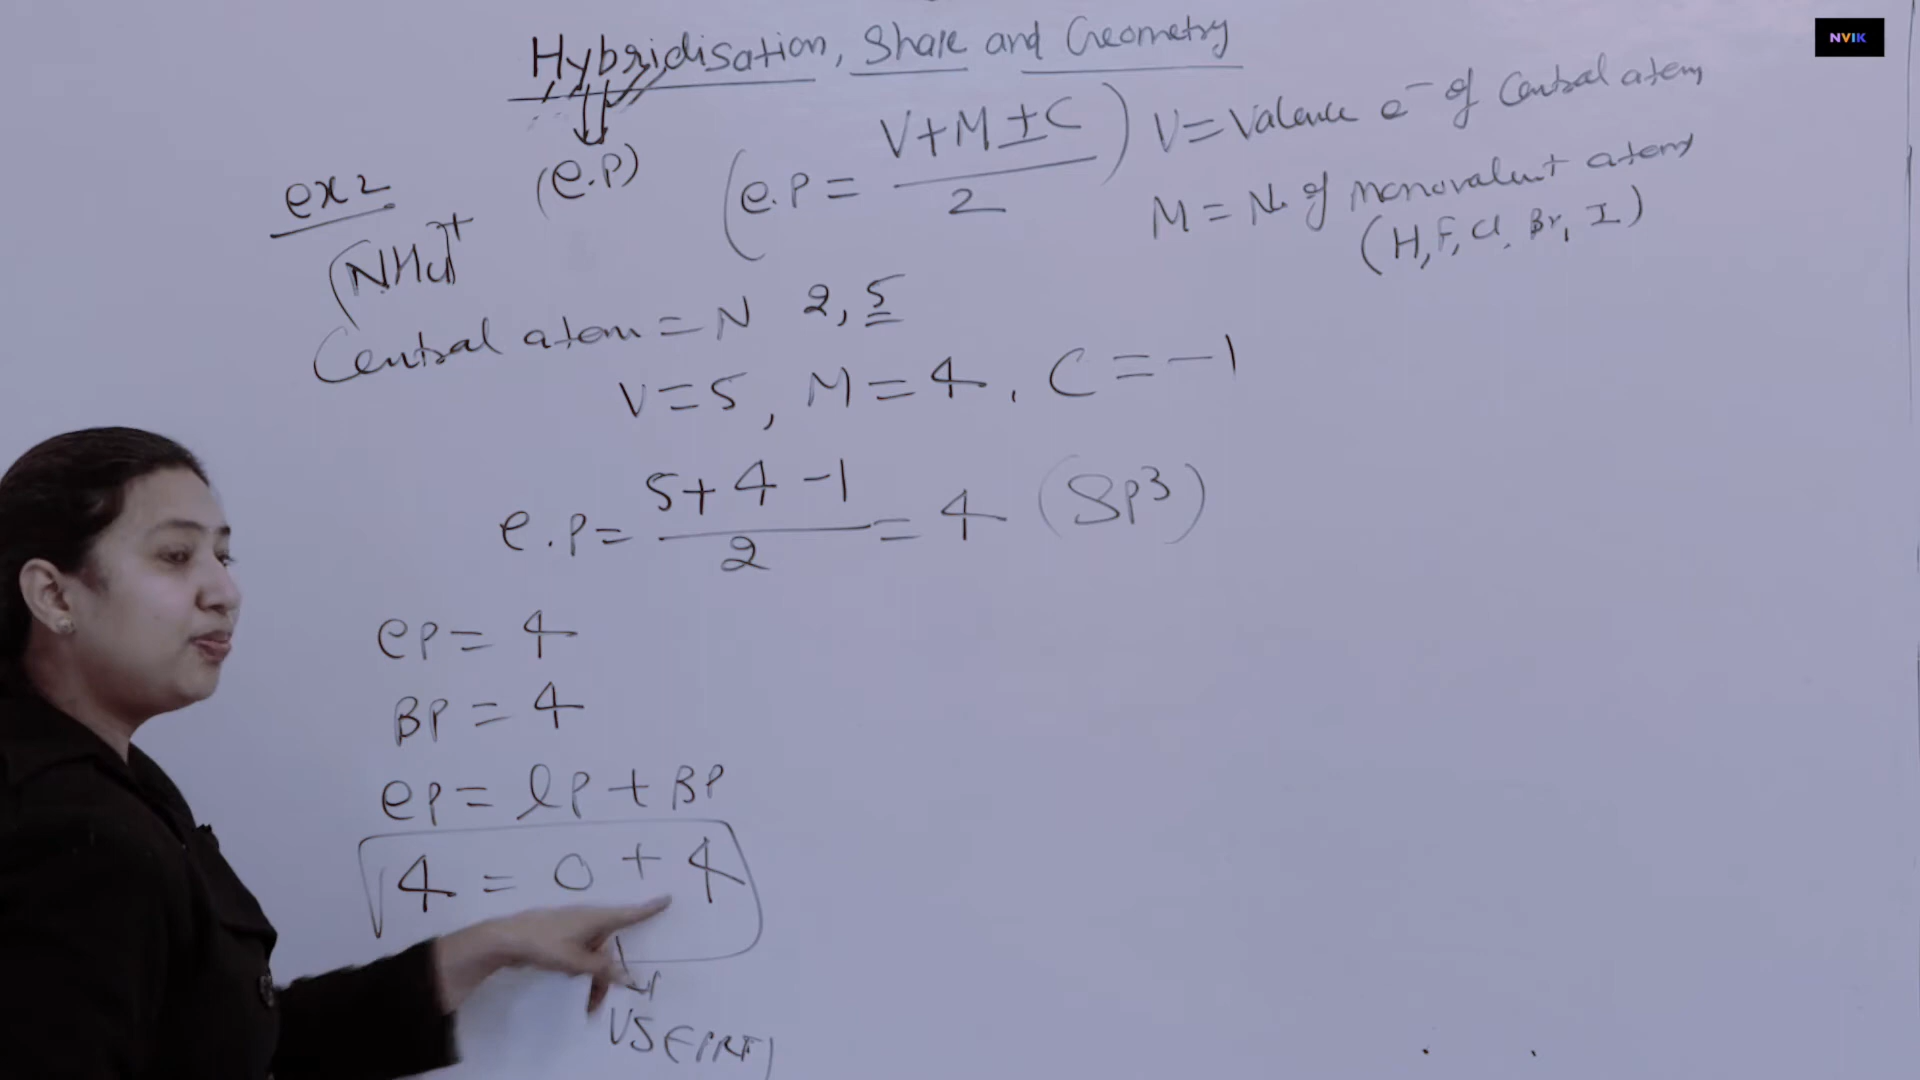 NVIK
Hybridisation, Shape and Geometry
(e.p) (e.p = V+M±C / 2) V = Valence e⁻ of Central atom
ex 2 M = No of monovalent atoms
[NH4]+ (H, F, Cl, Br, I)
Central atom = N 2, 5
V = 5, M = 4, C = -1
e.p = 5+4-1 / 2 = 4 (Sp3)
ep = 4
BP = 4
ep = lp + BP
4 = 0 + 4